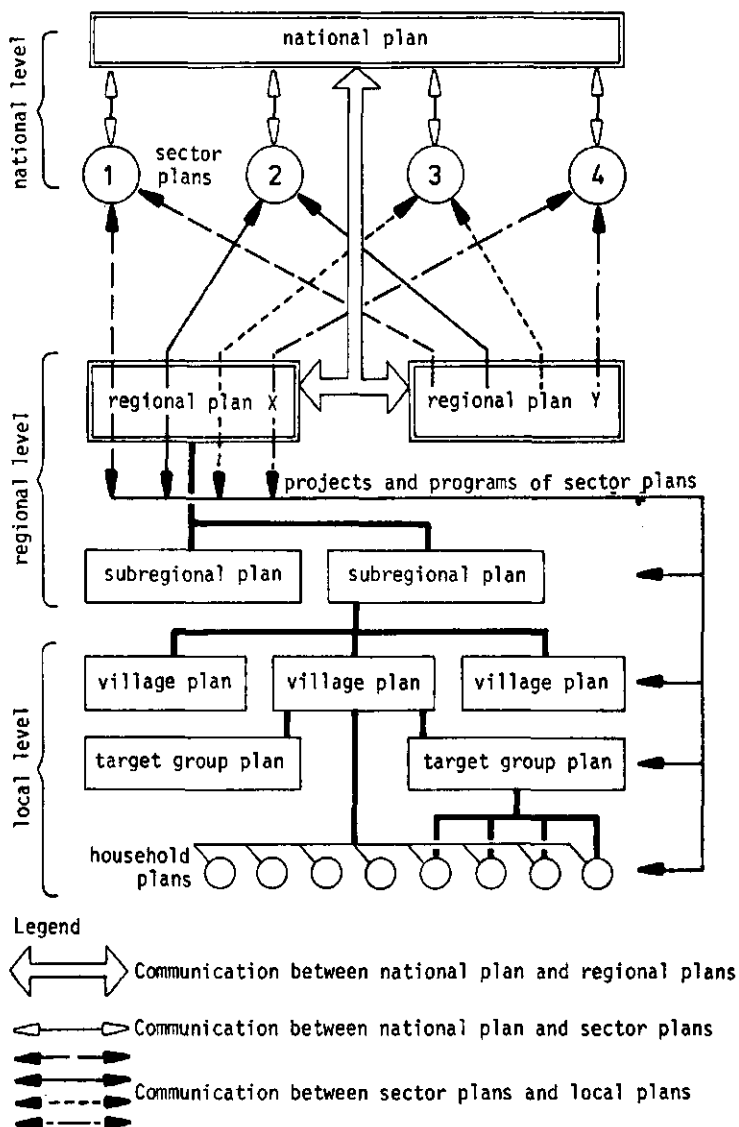 national plan
national level
1
sector
plans
2
3
4
regional level
regional plan X
regional plan Y
projects and programs of sector plans
subregional plan
subregional plan
local level
village plan
village plan
village plan
target group plan
target group plan
household
plans
Legend
Communication between national plan and regional plans
Communication between national plan and sector plans
Communication between sector plans and local plans